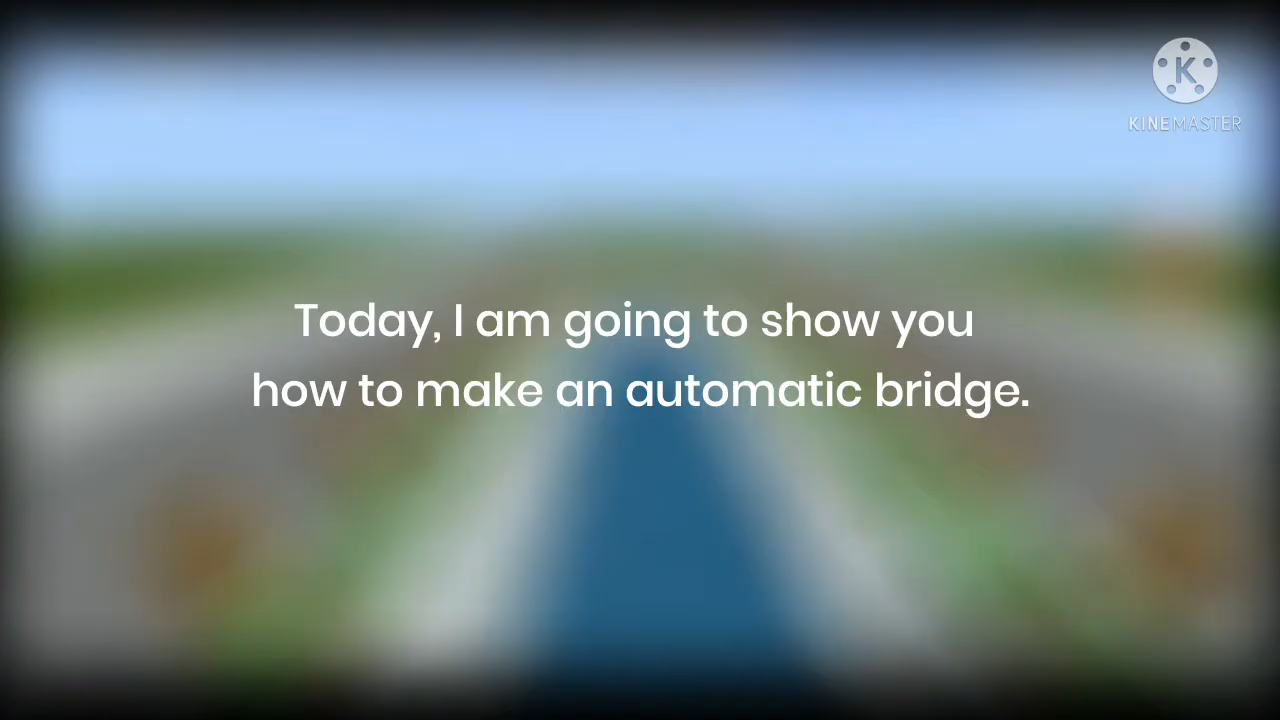 K
KINEMASTER
Today, I am going to show you
how to make an automatic bridge.